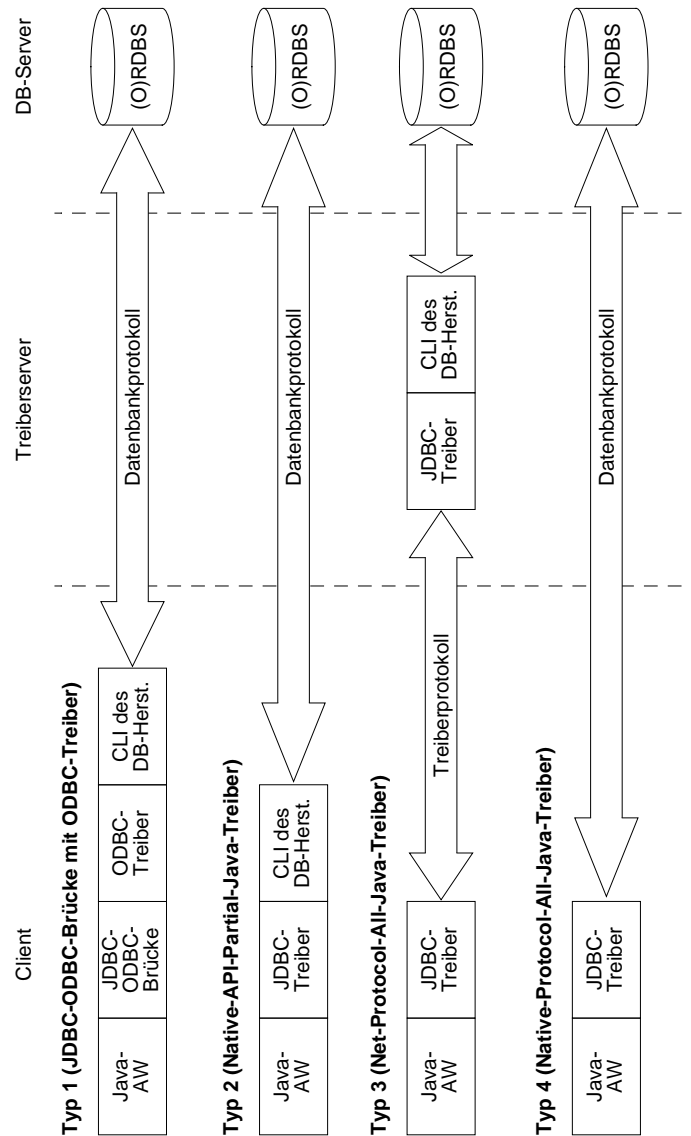 Client
Treiberserver
DB-Server
Typ 1 (JDBC-ODBC-Brücke mit ODBC-Treiber)
Java-
AW
JDBC-
ODBC-
Brücke
ODBC-
Treiber
CLI des
DB-Herst.
Datenbankprotokoll
(O)RDBS
Typ 2 (Native-API-Partial-Java-Treiber)
Java-
AW
JDBC-
Treiber
CLI des
DB-Herst.
Datenbankprotokoll
(O)RDBS
Typ 3 (Net-Protocol-All-Java-Treiber)
Java-
AW
JDBC-
Treiber
Treiberprotokoll
JDBC-
Treiber
CLI des
DB-Herst.
(O)RDBS
Typ 4 (Native-Protocol-All-Java-Treiber)
Java-
AW
JDBC-
Treiber
Datenbankprotokoll
(O)RDBS